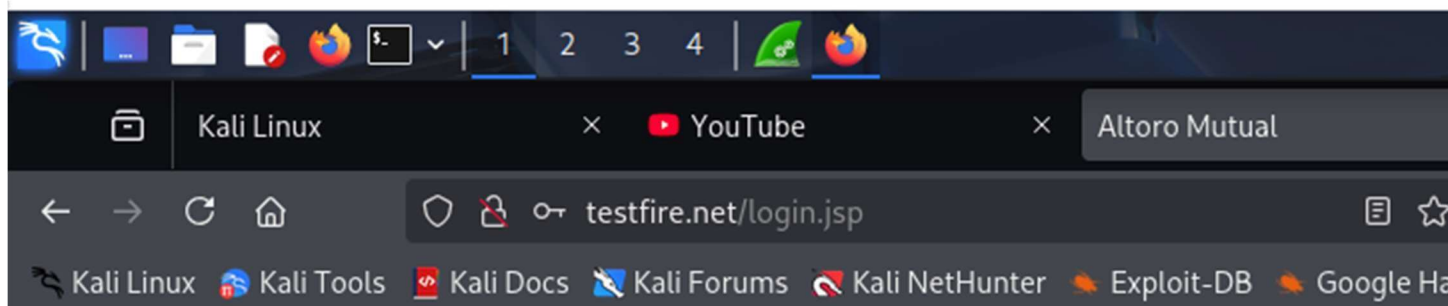 1 2 3 4
Kali Linux YouTube Altoro Mutual
testfire.net/login.jsp
Kali Linux Kali Tools Kali Docs Kali Forums Kali NetHunter Exploit-DB Google Ha